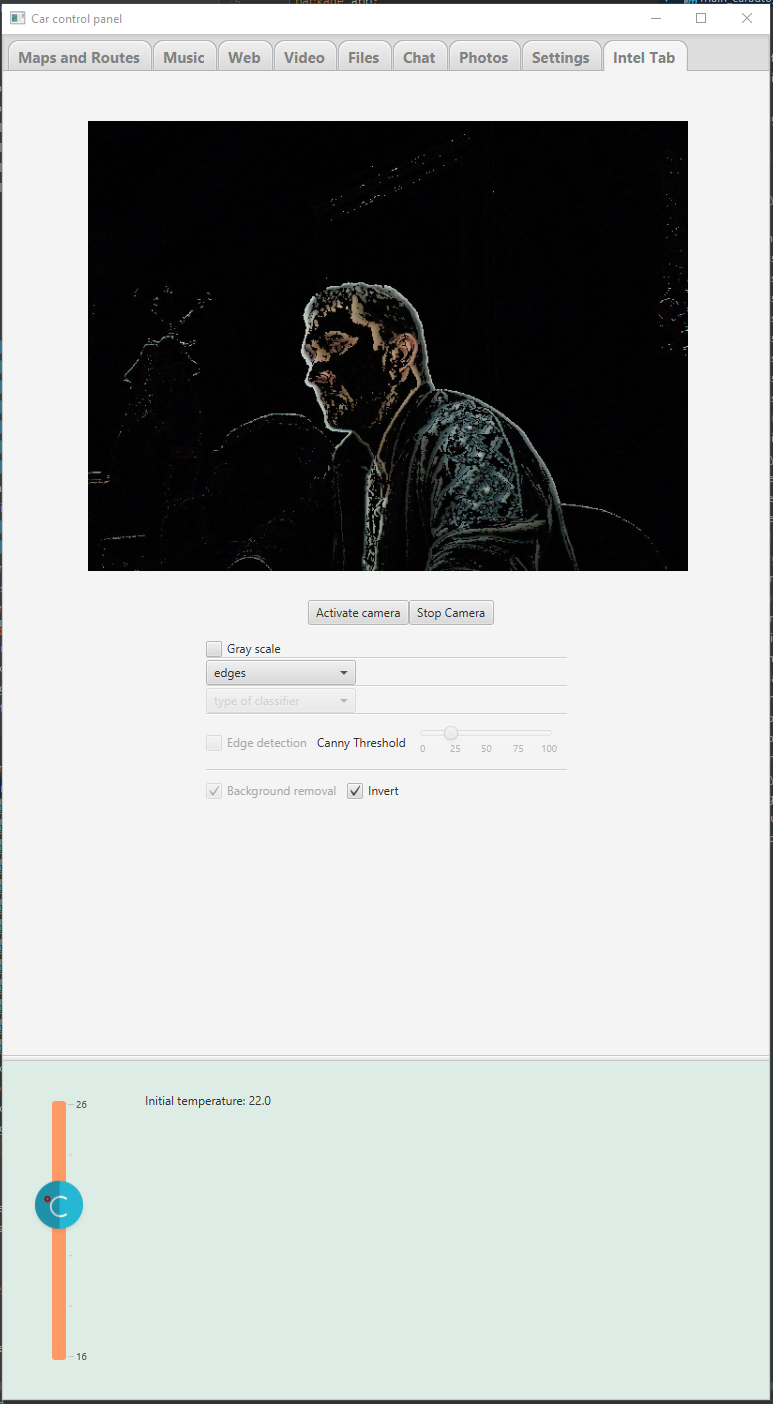 Car control panel
Maps and Routes Music Web Video Files Chat Photos Settings Intel Tab
Activate camera Stop Camera
Gray scale
edges
type of classifier
Edge detection Canny Threshold
0 25 50 75 100
Background removal Invert
26
Initial temperature: 22.0
C
16